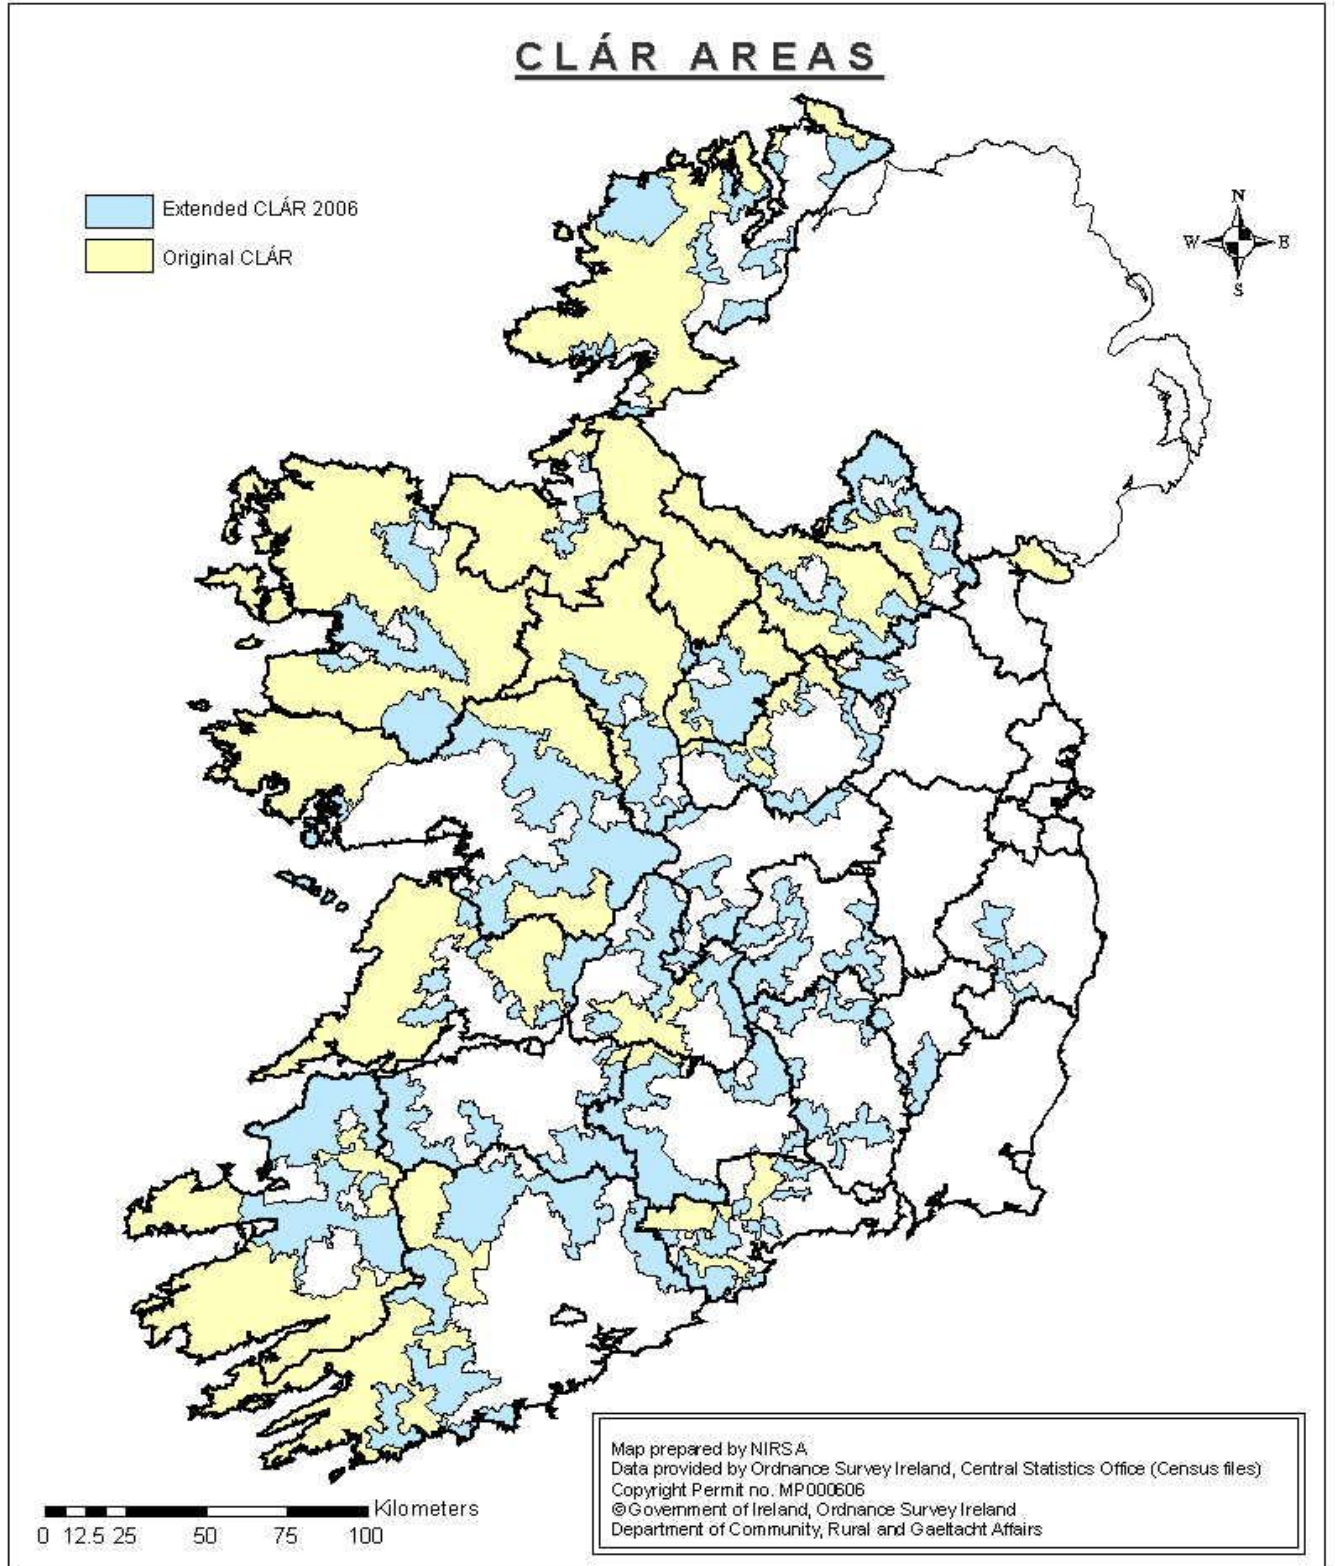 CLÁR AREAS
Extended CLÁR 2006
Original CLÁR
N
W E
S
Map prepared by NIRSA
Data provided by Ordnance Survey Ireland, Central Statistics Office (Census files)
Copyright Permit no. MP000606
©Government of Ireland, Ordnance Survey Ireland
Department of Community, Rural and Gaeltacht Affairs
Kilometers
0 12.5 25 50 75 100